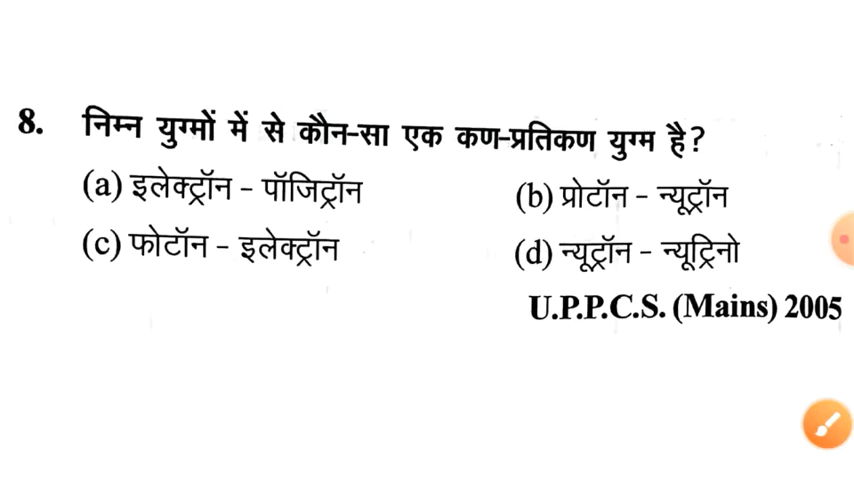 8. निम्न युग्मों में से कौन-सा एक कण-प्रतिकण युग्म है?
(a) इलेक्ट्रॉन - पॉजिट्रॉन (b) प्रोटॉन - न्यूट्रॉन
(c) फोटॉन - इलेक्ट्रॉन (d) न्यूट्रॉन - न्यूट्रिनो
U.P.P.C.S. (Mains) 2005